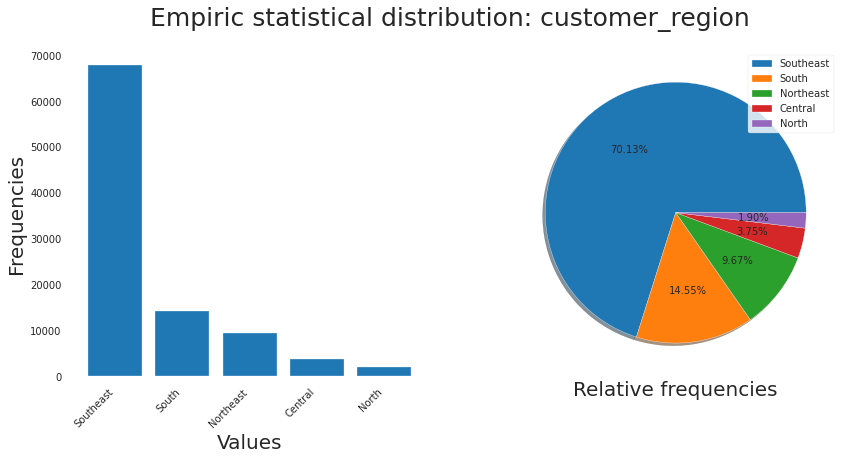 Empiric statistical distribution: customer_region
Frequencies
70000
60000
50000
40000
30000
20000
10000
0
Southeast
South
Northeast
Central
North
Values
Southeast
South
Northeast
Central
North
70.13%
1.90%
3.75%
9.67%
14.55%
Relative frequencies